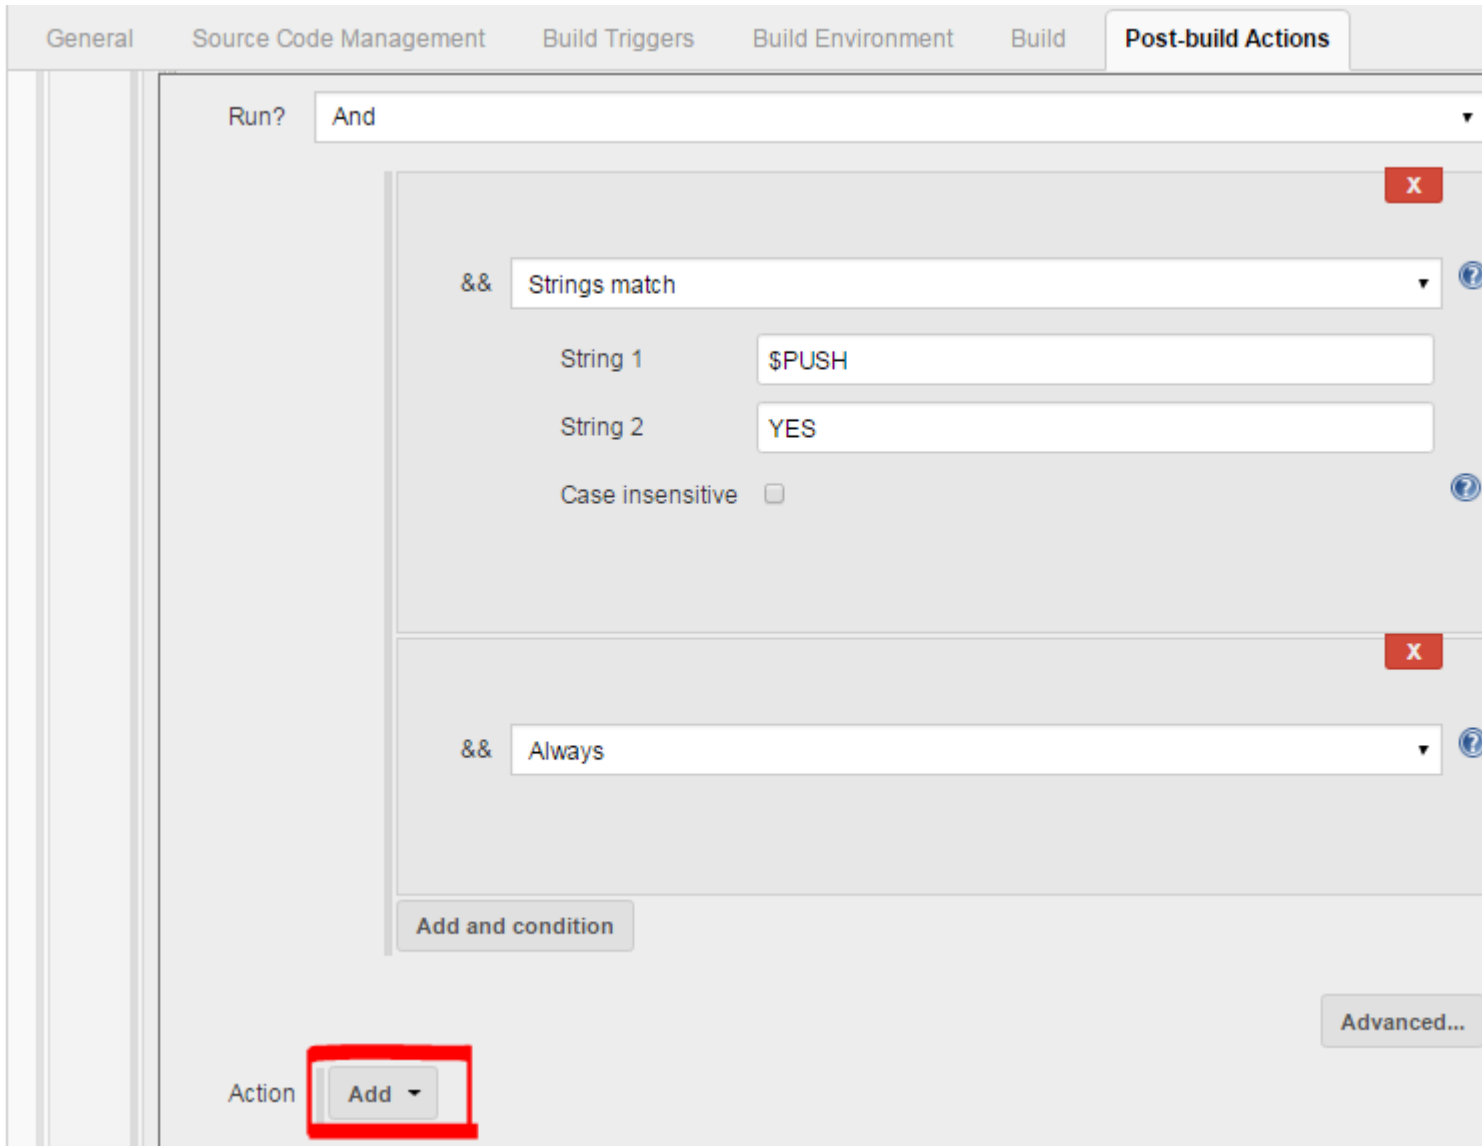 General Source Code Management Build Triggers Build Environment Build Post-build Actions
Run? And
X
&& Strings match
String 1 $PUSH
String 2 YES
Case insensitive
X
&& Always
Add and condition
Advanced...
Action Add